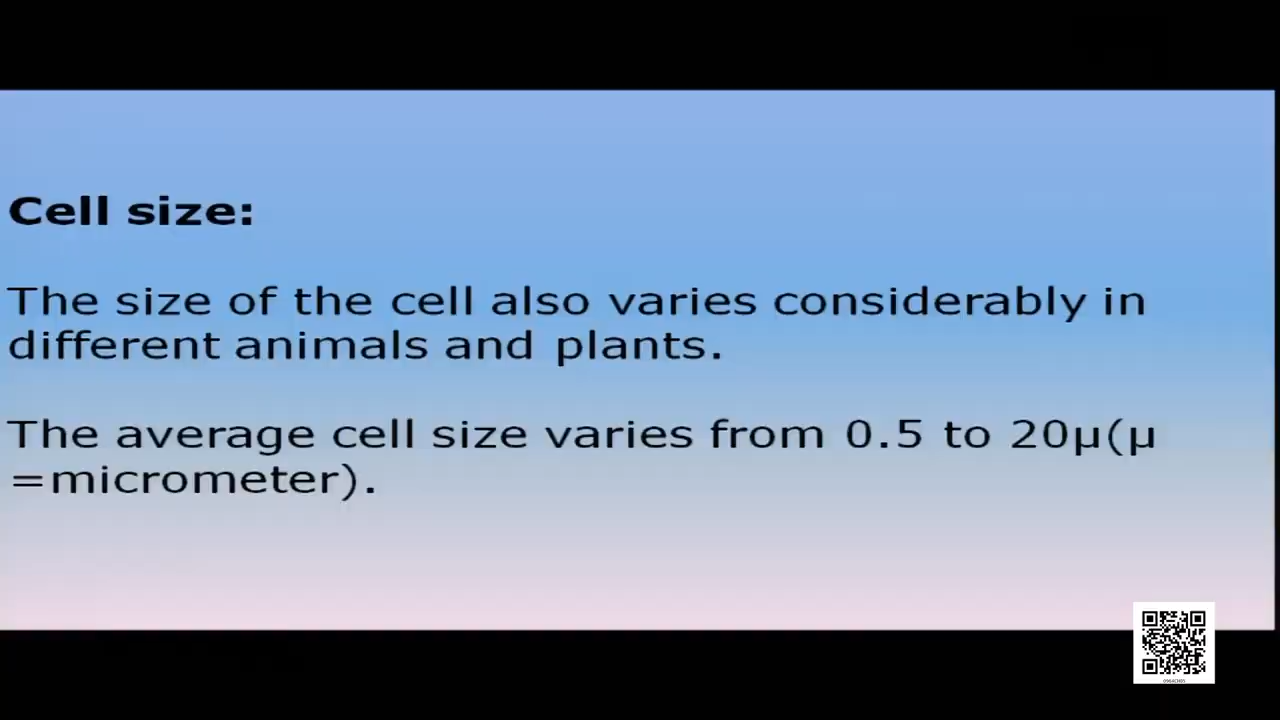 Cell size:
The size of the cell also varies considerably in
different animals and plants.
The average cell size varies from 0.5 to 20µ(µ
=micrometer).